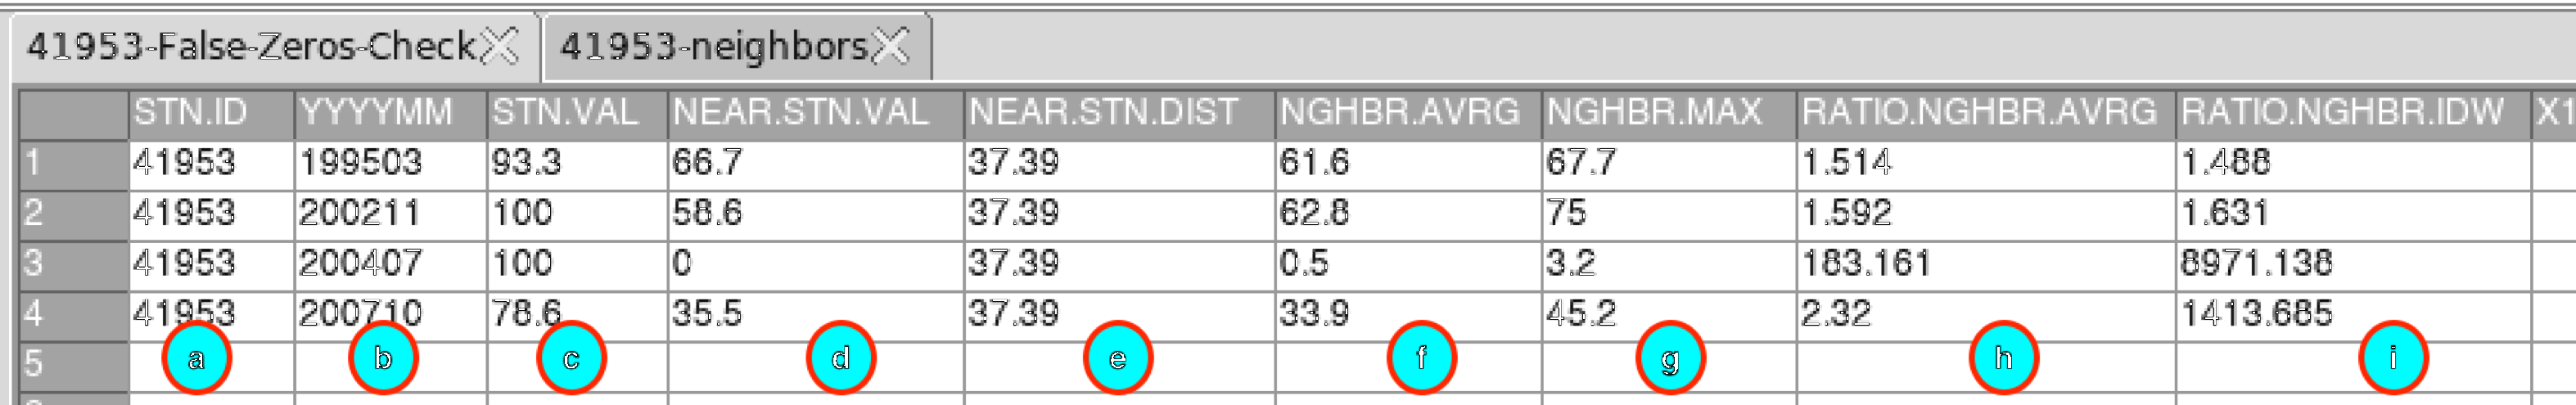 41953-False-Zeros-Check 41953-neighbors
STN.ID YYYYMM STN.VAL NEAR.STN.VAL NEAR.STN.DIST NGHBR.AVRG NGHBR.MAX RATIO.NGHBR.AVRG RATIO.NGHBR.IDW X1
1 41953 199503 93.3 66.7 37.39 61.6 67.7 1.514 1.488
2 41953 200211 100 58.6 37.39 62.8 75 1.592 1.631
3 41953 200407 100 0 37.39 0.5 3.2 183.161 8971.138
4 41953 200710 78.6 35.5 37.39 33.9 45.2 2.32 1413.685
5 a b c d e f g h i